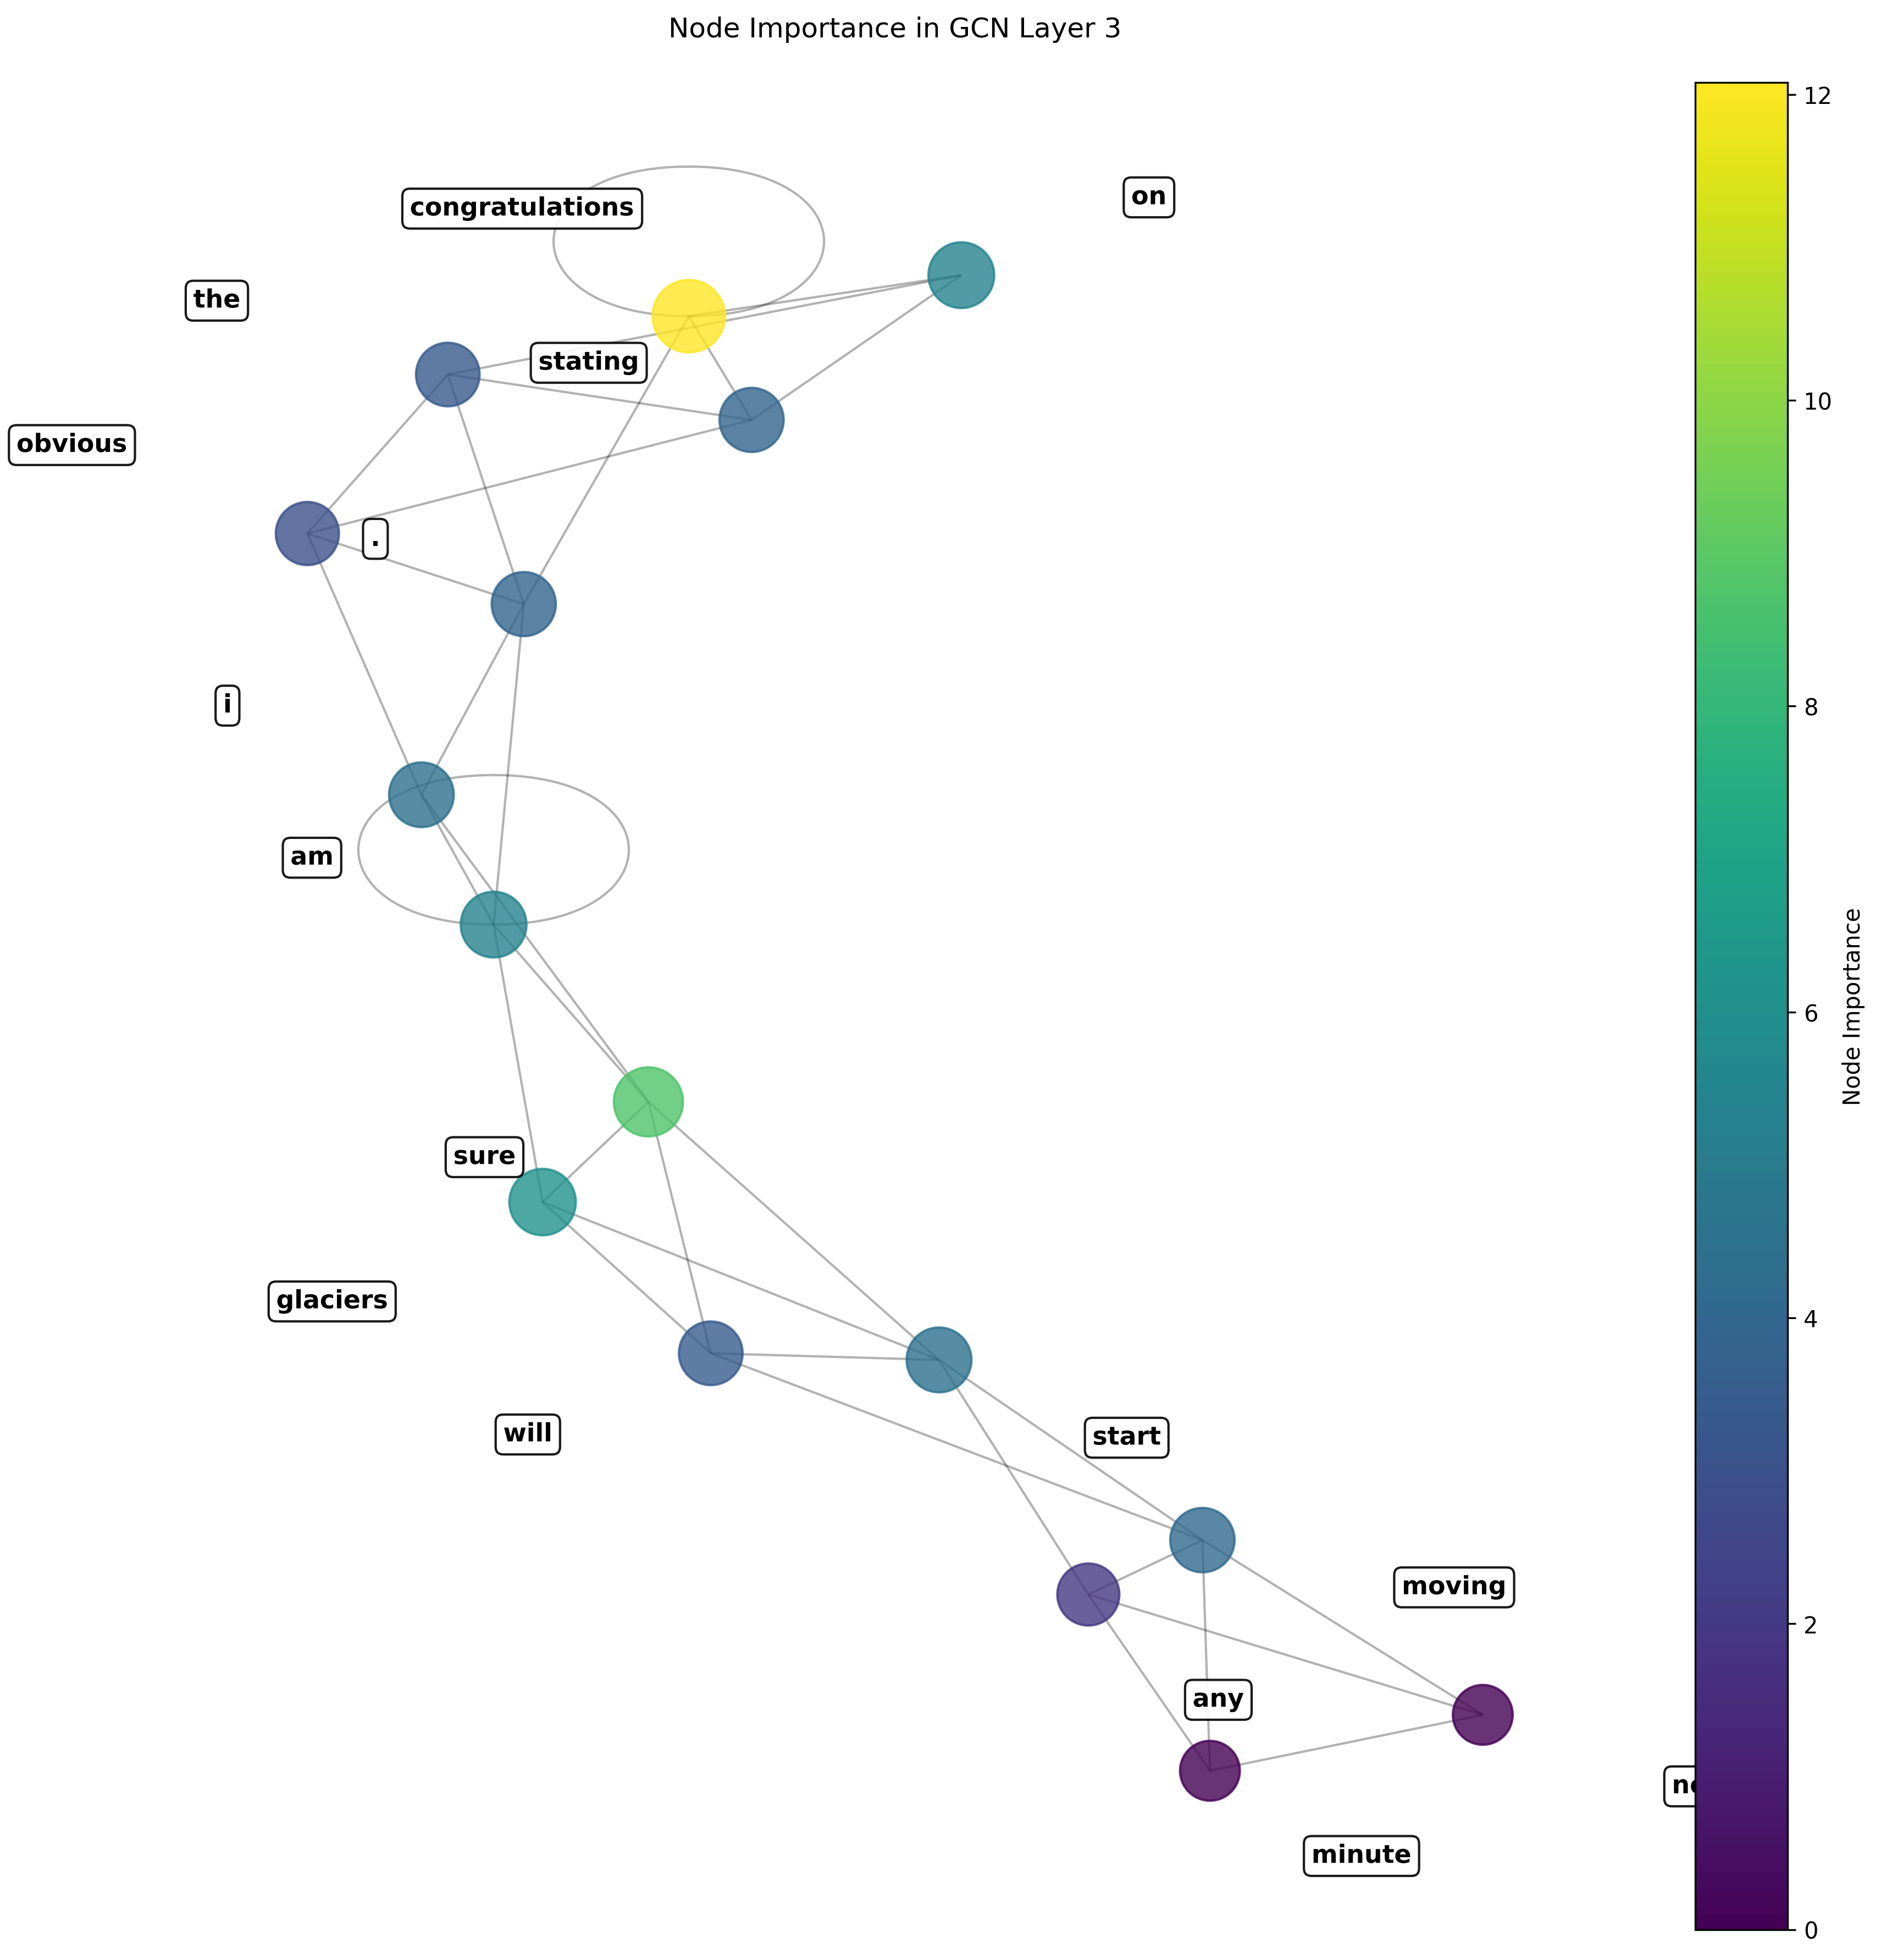 Node Importance in GCN Layer 3
12
on
congratulations
the
stating
10
obvious
.
i
8
am
Node Importance
6
sure
glaciers
4
will
start
moving
2
any
minute
0